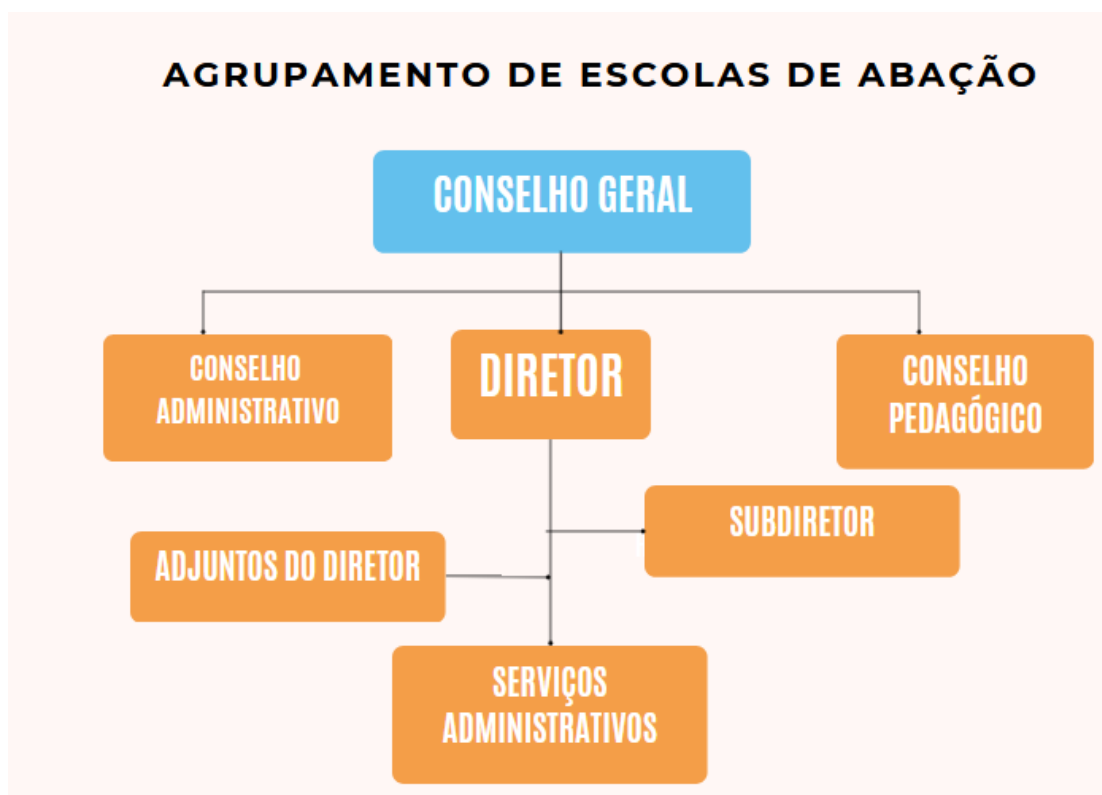 AGRUPAMENTO DE ESCOLAS DE ABAÇÃO
CONSELHO GERAL
CONSELHO
ADMINISTRATIVO
DIRETOR
CONSELHO
PEDAGÓGICO
SUBDIRETOR
ADJUNTOS DO DIRETOR
SERVIÇOS
ADMINISTRATIVOS